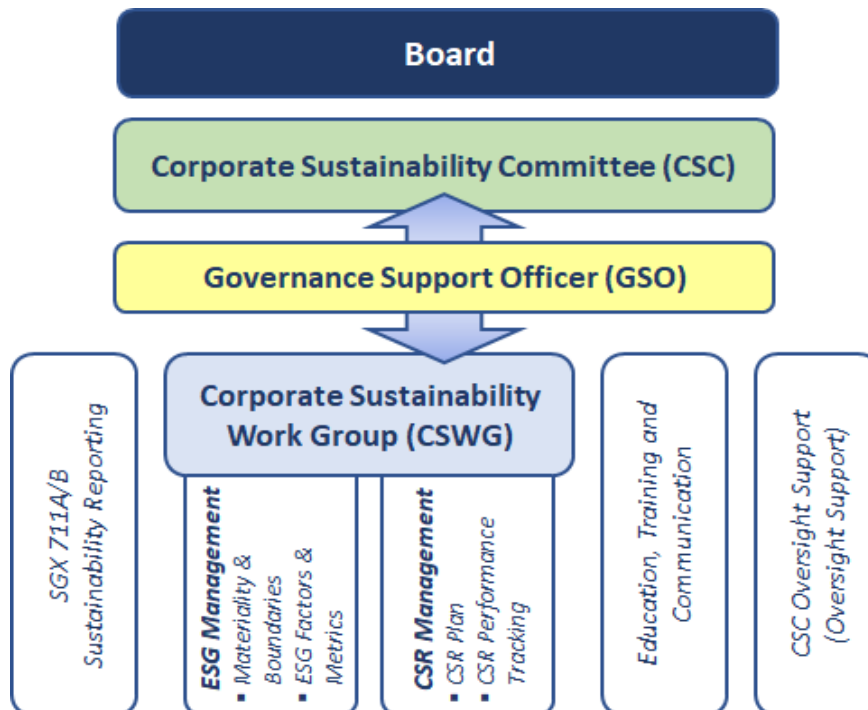 Board
Corporate Sustainability Committee (CSC)
Governance Support Officer (GSO)
Corporate Sustainability
Work Group (CSWG)
SGX 711A/B
Sustainability Reporting
ESG Management
▪ Materiality &
Boundaries
▪ ESG Factors &
Metrics
CSR Management
▪ CSR Plan
▪ CSR Performance
Tracking
Education, Training and
Communication
CSC Oversight Support
(Oversight Support)